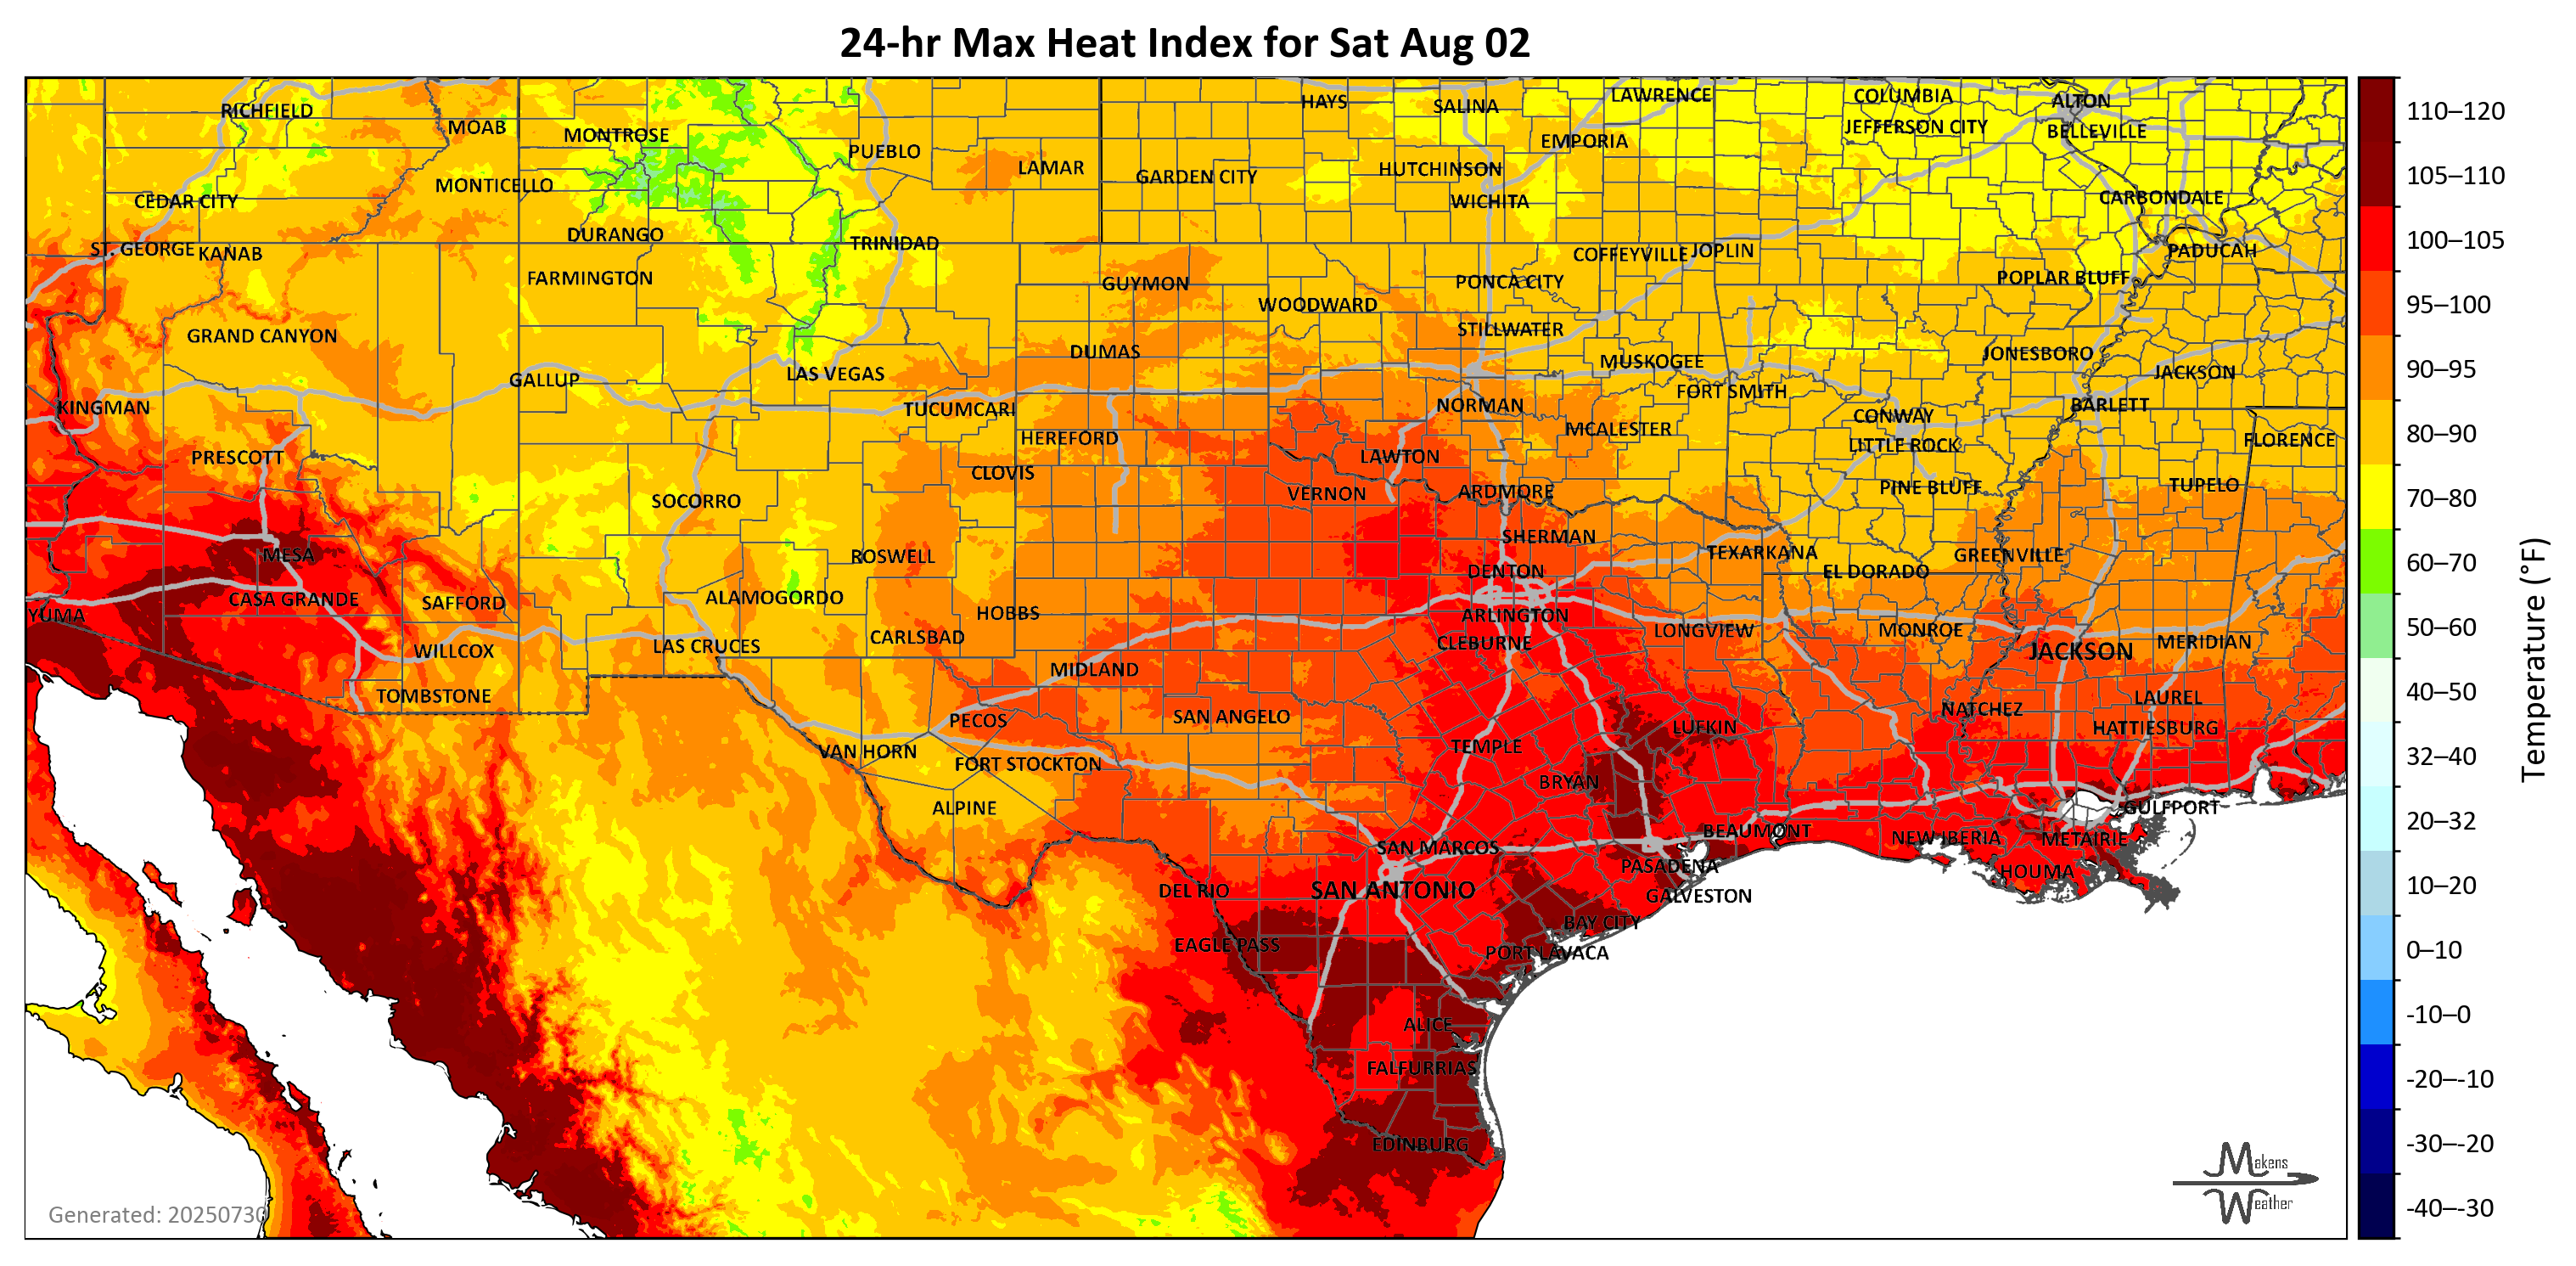 24-hr Max Heat Index for Sat Aug 02
RICHFIELD
MOAB
MONTROSE
PUEBLO
LAMAR
HAYS
SALINA
LAWRENCE
COLUMBIA
ALTON
EMPORIA
JEFFERSON CITY
BELLEVILLE
CEDAR CITY
MONTICELLO
GARDEN CITY
HUTCHINSON
WICHITA
CARBONDALE
ST. GEORGE
KANAB
DURANGO
TRINIDAD
COFFEYVILLE
JOPLIN
PADUCAH
FARMINGTON
GUYMON
PONCA CITY
POPLAR BLUFF
WOODWARD
GRAND CANYON
DUMAS
STILLWATER
MUSKOGEE
JONESBORO
GALLUP
LAS VEGAS
FORT SMITH
JACKSON
KINGMAN
TUCUMCARI
NORMAN
CONWAY
BARLETT
HEREFORD
MCALESTER
LITTLE ROCK
FLORENCE
PRESCOTT
CLOVIS
LAWTON
SOCORRO
VERNON
ARDMORE
PINE BLUFF
TUPELO
MESA
ROSWELL
SHERMAN
TEXARKANA
GREENVILLE
DENTON
EL DORADO
YUMA
CASA GRANDE
SAFFORD
ALAMOGORDO
HOBBS
ARLINGTON
WILLCOX
LAS CRUCES
CARLSBAD
CLEBURNE
LONGVIEW
MONROE
JACKSON
MERIDIAN
TOMBSTONE
MIDLAND
LAUREL
PECOS
SAN ANGELO
LUFKIN
NATCHEZ
HATTIESBURG
VAN HORN
FORT STOCKTON
TEMPLE
BRYAN
ALPINE
GULFPORT
SAN MARCOS
BEAUMONT
NEW IBERIA
METAIRIE
DEL RIO
SAN ANTONIO
PASADENA
GALVESTON
HOUMA
EAGLE PASS
BAY CITY
PORT LAVACA
ALICE
FALFURRIAS
EDINBURG
Generated: 20250730
Makens
Weather
110–120
105–110
100–105
95–100
90–95
80–90
70–80
60–70
50–60
40–50
32–40
20–32
10–20
0–10
-10–0
-20–-10
-30–-20
-40–-30
Temperature (°F)